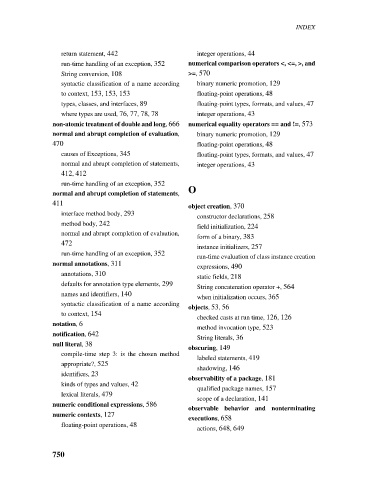 INDEX
return statement, 442
run-time handling of an exception, 352
String conversion, 108
syntactic classification of a name according
to context, 153, 153, 153
types, classes, and interfaces, 89
where types are used, 76, 77, 78, 78
non-atomic treatment of double and long, 666
normal and abrupt completion of evaluation,
470
causes of Exceptions, 345
normal and abrupt completion of statements,
412, 412
run-time handling of an exception, 352
normal and abrupt completion of statements,
411
interface method body, 293
method body, 242
normal and abrupt completion of evaluation,
472
run-time handling of an exception, 352
normal annotations, 311
annotations, 310
defaults for annotation type elements, 299
names and identifiers, 140
syntactic classification of a name according
to context, 154
notation, 6
notification, 642
null literal, 38
compile-time step 3: is the chosen method
appropriate?, 525
identifiers, 23
kinds of types and values, 42
lexical literals, 479
numeric conditional expressions, 586
numeric contexts, 127
floating-point operations, 48
integer operations, 44
numerical comparison operators <, <=, >, and
>=, 570
binary numeric promotion, 129
floating-point operations, 48
floating-point types, formats, and values, 47
integer operations, 43
numerical equality operators == and !=, 573
binary numeric promotion, 129
floating-point operations, 48
floating-point types, formats, and values, 47
integer operations, 43
O
object creation, 370
constructor declarations, 258
field initialization, 224
form of a binary, 383
instance initializers, 257
run-time evaluation of class instance creation
expressions, 490
static fields, 218
String concatenation operator +, 564
when initialization occurs, 365
objects, 53, 56
checked casts at run time, 126, 126
method invocation type, 523
String literals, 36
obscuring, 149
labeled statements, 419
shadowing, 146
observability of a package, 181
qualified package names, 157
scope of a declaration, 141
observable behavior and nonterminating
executions, 658
actions, 648, 649
750